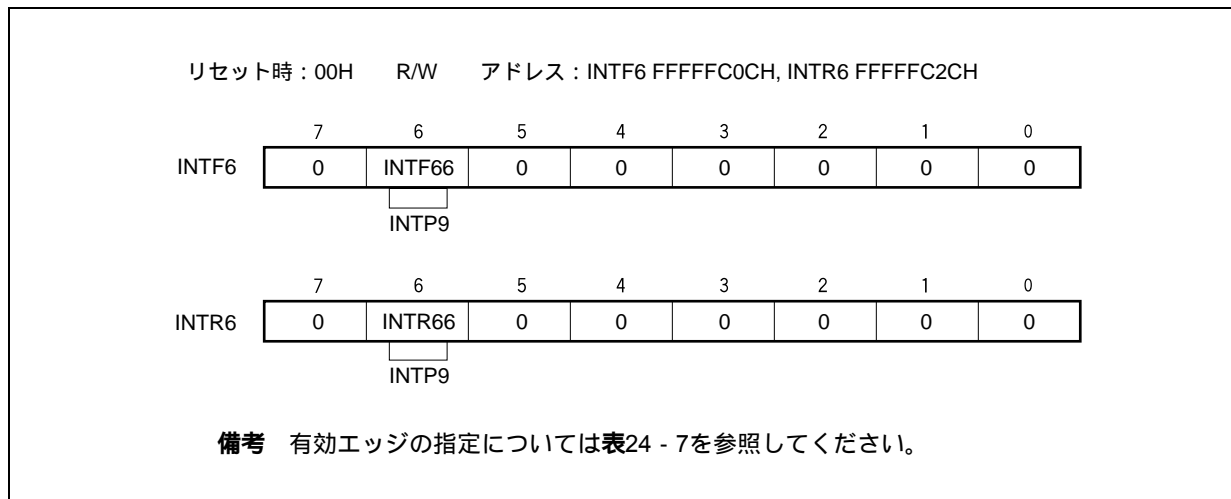 リセット時：00H　　R/W　　アドレス：INTF6 FFFFFC0CH, INTR6 FFFFFC2CH
7 6 5 4 3 2 1 0
INTF6 0 INTF66 0 0 0 0 0 0
INTP9
7 6 5 4 3 2 1 0
INTR6 0 INTR66 0 0 0 0 0 0
INTP9
備考　有効エッジの指定については表24 - 7を参照してください。